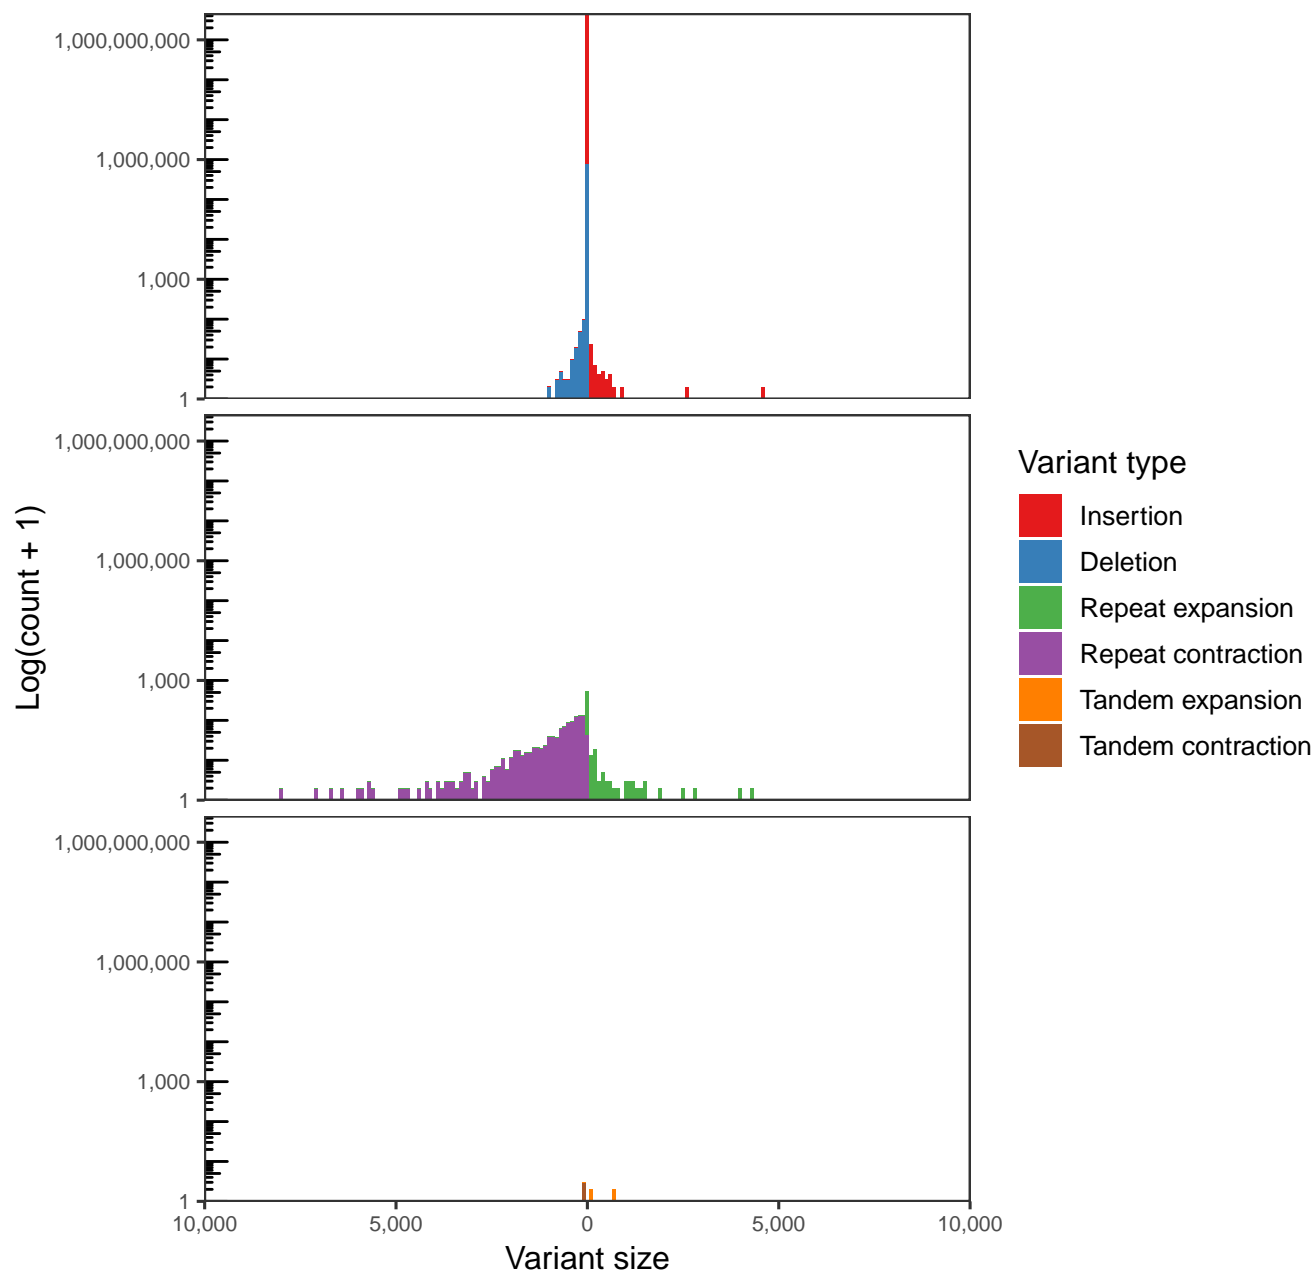 1,000,000,000
1,000,000
1,000
1
1,000,000,000
1,000,000
1,000
1
1,000,000,000
1,000,000
1,000
1
10,000 5,000 0 5,000 10,000
Variant size
Log(count + 1)
Variant type
Insertion
Deletion
Repeat expansion
Repeat contraction
Tandem expansion
Tandem contraction